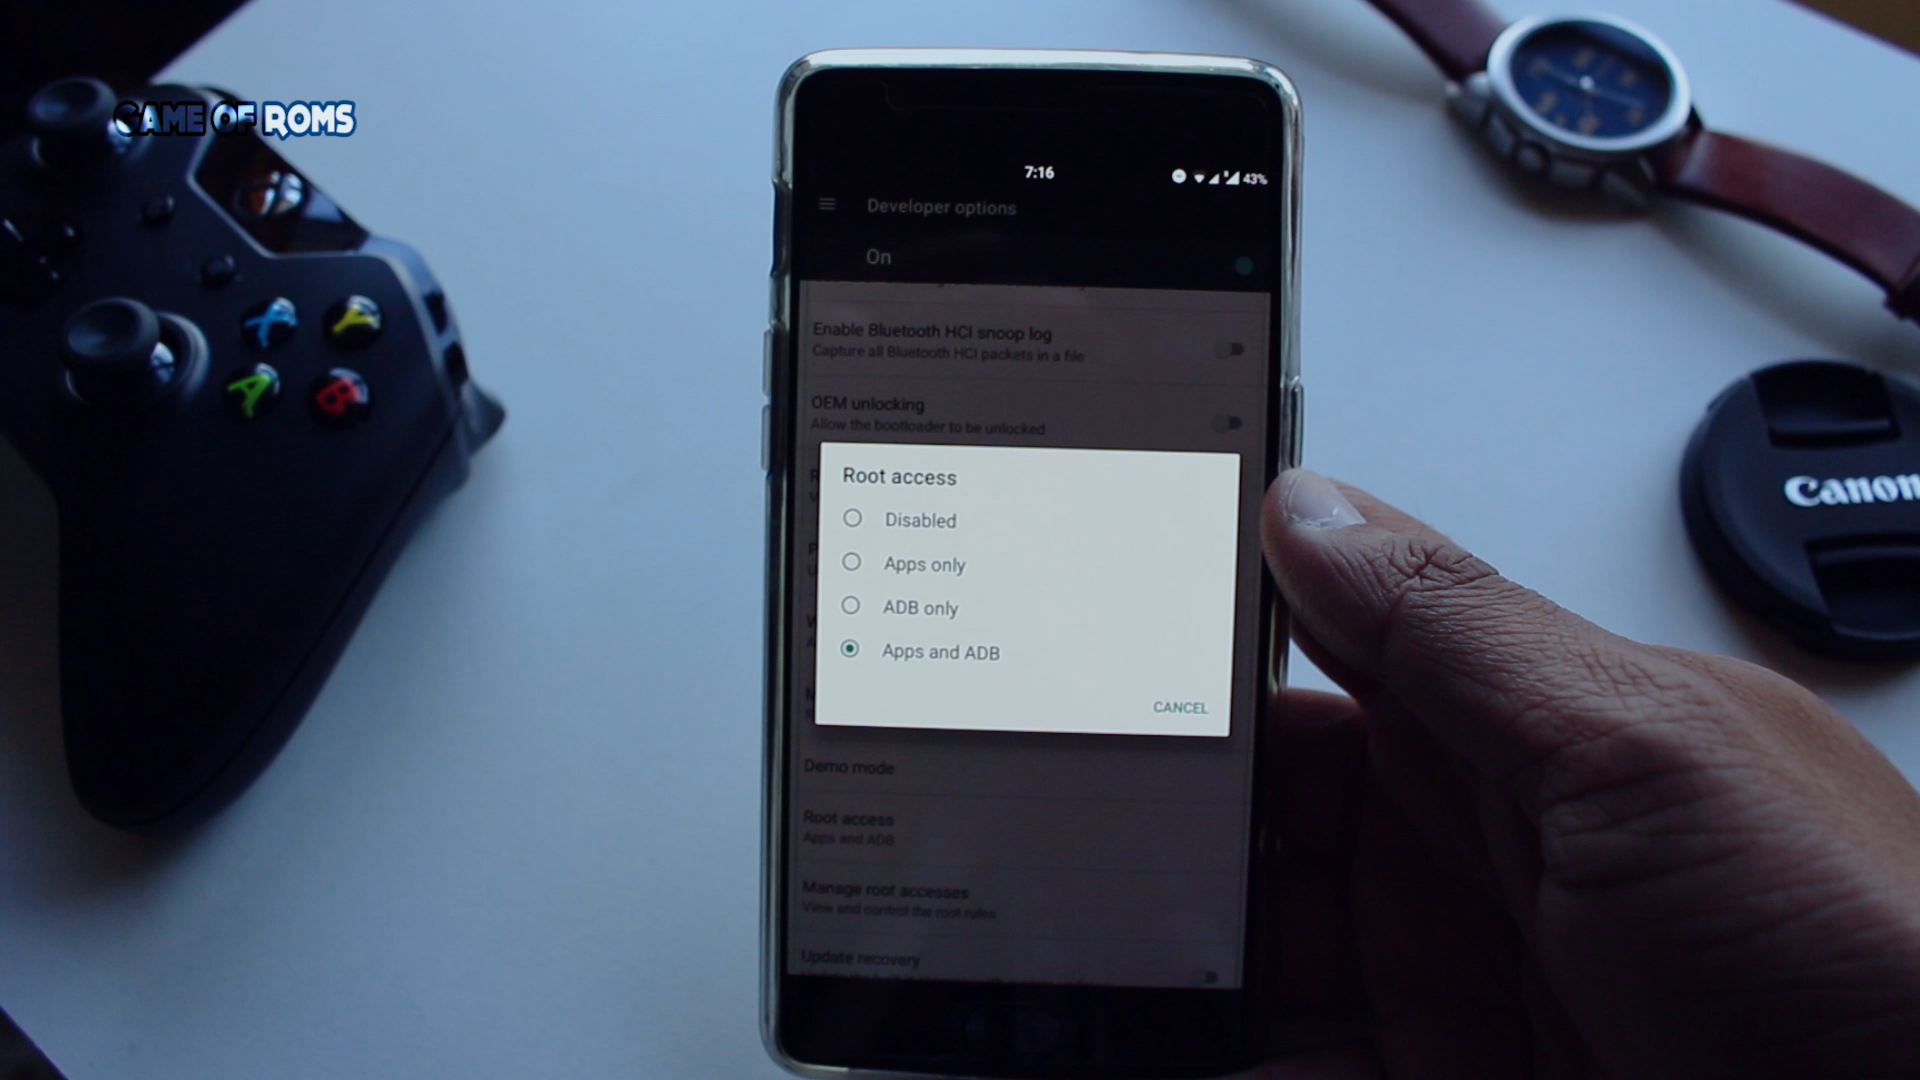 GAME OF ROMS
7:16
43%
Developer options
On
Enable Bluetooth HCI snoop log
Capture all Bluetooth HCI packets in a file
OEM unlocking
Allow the bootloader to be unlocked
Root access
Disabled
Apps only
ADB only
Apps and ADB
CANCEL
Demo mode
Root access
Apps and ADB
Manage root accesses
View and control the root rules
Update recovery
X
Y
A
B
Canon